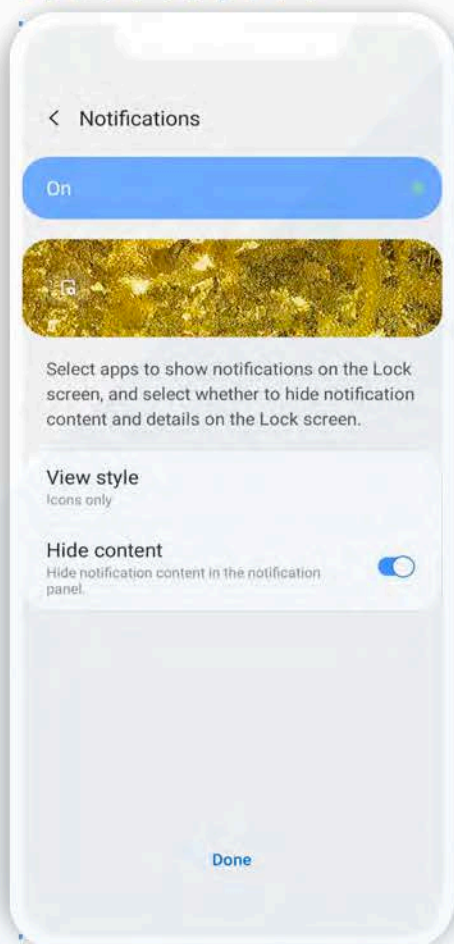 Notifications
On
Select apps to show notifications on the Lock
screen, and select whether to hide notification
content and details on the Lock screen.
View style
Icons only
Hide content
Hide notification content in the notification
panel.
Done